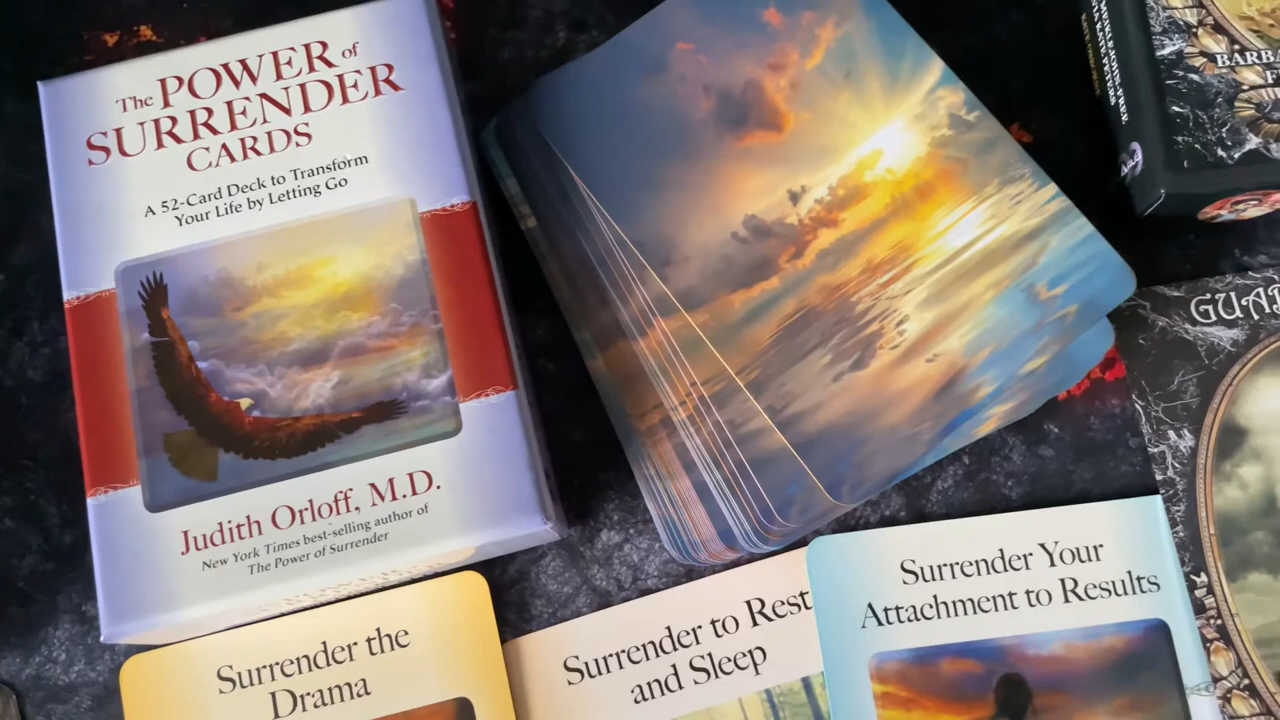 The POWER of
SURRENDER
CARDS
A 52-Card Deck to Transform
Your Life by Letting Go
Judith Orloff, M.D.
New York Times best-selling author of
The Power of Surrender
Surrender the
Drama
Surrender to Rest
and Sleep
Surrender Your
Attachment to Results